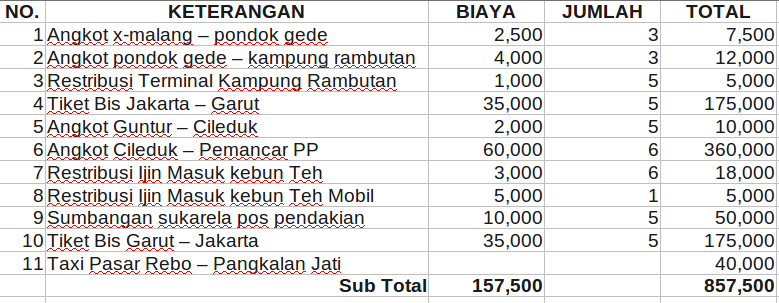 NO. KETERANGAN BIAYA JUMLAH TOTAL
1 Angkot x-malang – pondok gede 2,500 3 7,500
2 Angkot pondok gede – kampung rambutan 4,000 3 12,000
3 Restribusi Terminal Kampung Rambutan 1,000 5 5,000
4 Tiket Bis Jakarta – Garut 35,000 5 175,000
5 Angkot Guntur – Cileduk 2,000 5 10,000
6 Angkot Cileduk – Pemancar PP 60,000 6 360,000
7 Restribusi Ijin Masuk kebun Teh 3,000 6 18,000
8 Restribusi Ijin Masuk kebun Teh Mobil 5,000 1 5,000
9 Sumbangan sukarela pos pendakian 10,000 5 50,000
10 Tiket Bis Garut – Jakarta 35,000 5 175,000
11 Taxi Pasar Rebo – Pangkalan Jati 40,000
Sub Total 157,500 857,500